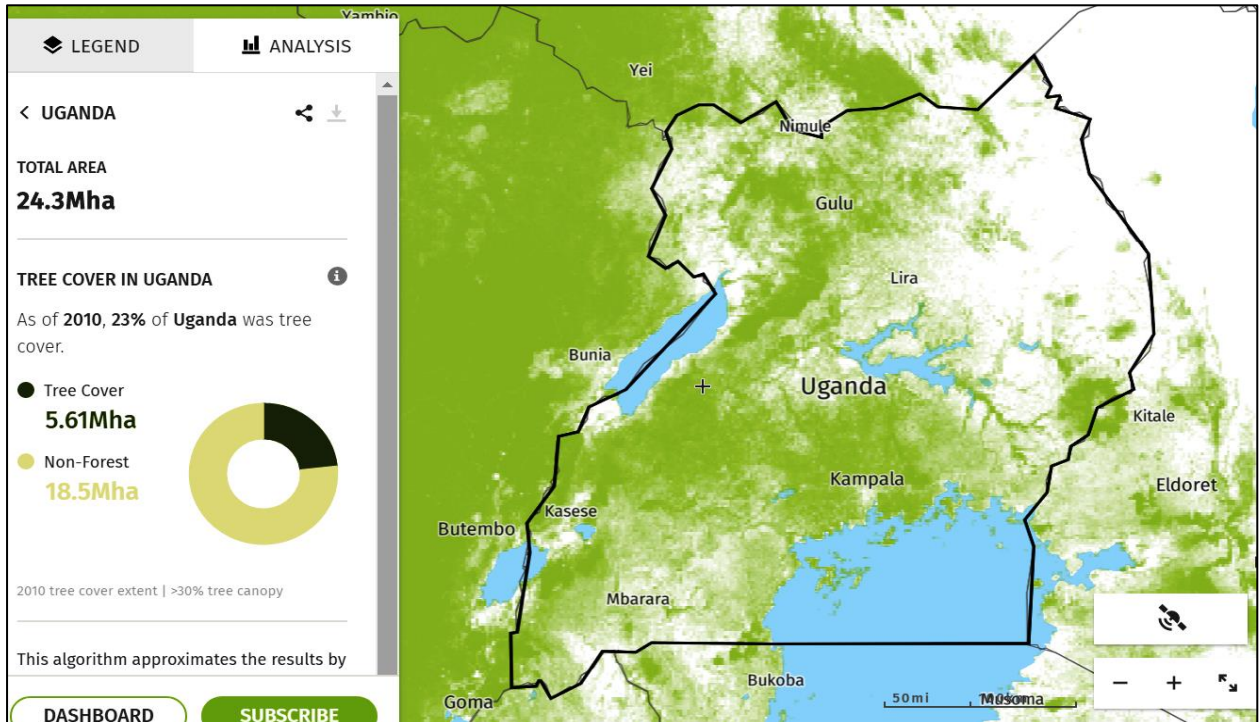 LEGEND
ANALYSIS
UGANDA
TOTAL AREA
24.3Mha
TREE COVER IN UGANDA
As of 2010, 23% of Uganda was tree
cover.
Tree Cover
5.61Mha
Non-Forest
18.5Mha
2010 tree cover extent | >30% tree canopy
This algorithm approximates the results by
DASHBOARD
SUBSCRIBE
Yambio
Yei
Nimule
Gulu
Lira
Bunia
Uganda
Kitale
Kampala
Eldoret
Kasese
Butembo
Mbarara
Bukoba
Goma
50mi
Musoma